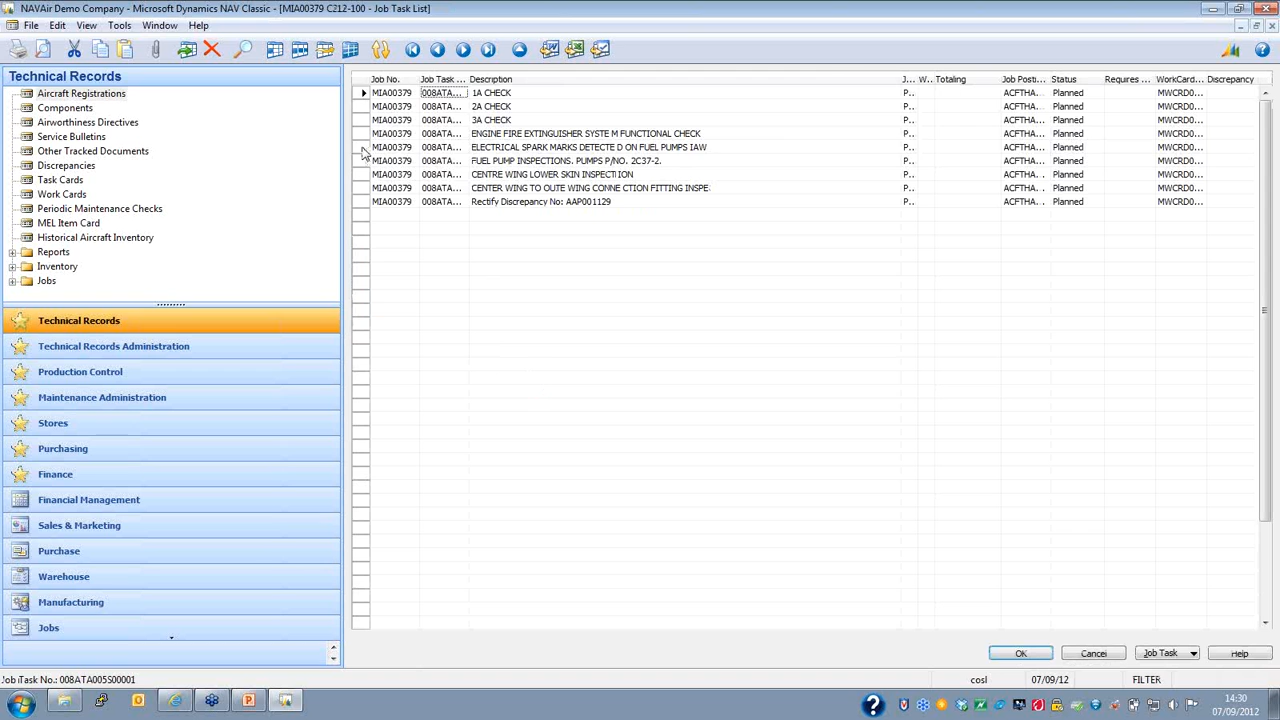 NAVAir Demo Company - Microsoft Dynamics NAV Classic - [MIA00379 C212-100 - Job Task List]
File Edit View Tools Window Help
Technical Records
Aircraft Registrations
Components
Airworthiness Directives
Service Bulletins
Other Tracked Documents
Discrepancies
Task Cards
Work Cards
Periodic Maintenance Checks
MEL Item Card
Historical Aircraft Inventory
Reports
Inventory
Jobs
Technical Records
Technical Records Administration
Production Control
Maintenance Administration
Stores
Purchasing
Finance
Financial Management
Sales & Marketing
Purchase
Warehouse
Manufacturing
Jobs
Job No. Job Task ... Description J... W... Totaling Job Posti... Status Requires ... WorkCard... Discrepancy
MIA00379 008ATA... 1A CHECK P.. ACFTHA... Planned MWCRD0...
MIA00379 008ATA... 2A CHECK P.. ACFTHA... Planned MWCRD0...
MIA00379 008ATA... 3A CHECK P.. ACFTHA... Planned MWCRD0...
MIA00379 008ATA... ENGINE FIRE EXTINGUISHER SYSTE M FUNCTIONAL CHECK P.. ACFTHA... Planned MWCRD0...
MIA00379 008ATA... ELECTRICAL SPARK MARKS DETECTE D ON FUEL PUMPS IAW P.. ACFTHA... Planned MWCRD0...
MIA00379 008ATA... FUEL PUMP INSPECTIONS. PUMPS P/NO. 2C37-2. P.. ACFTHA... Planned MWCRD0...
MIA00379 008ATA... CENTRE WING LOWER SKIN INSPECTION P.. ACFTHA... Planned MWCRD0...
MIA00379 008ATA... CENTER WING TO OUTE WING CONNE CTION FITTING INSPE P.. ACFTHA... Planned MWCRD0...
MIA00379 008ATA... Rectify Discrepancy No: AAP001129 P.. ACFTHA... Planned MWCRD0...
OK Cancel Job Task Help
Job Task No.: 008ATA005S00001 cosl 07/09/12 FILTER
14:30
07/09/2012